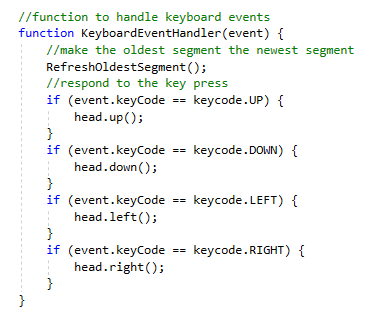 //function to handle keyboard events
function KeyboardEventHandler(event) {
    //make the oldest segment the newest segment
    RefreshOldestSegment();
    //respond to the key press
    if (event.keyCode == keycode.UP) {
        head.up();
    }
    if (event.keyCode == keycode.DOWN) {
        head.down();
    }
    if (event.keyCode == keycode.LEFT) {
        head.left();
    }
    if (event.keyCode == keycode.RIGHT) {
        head.right();
    }
}